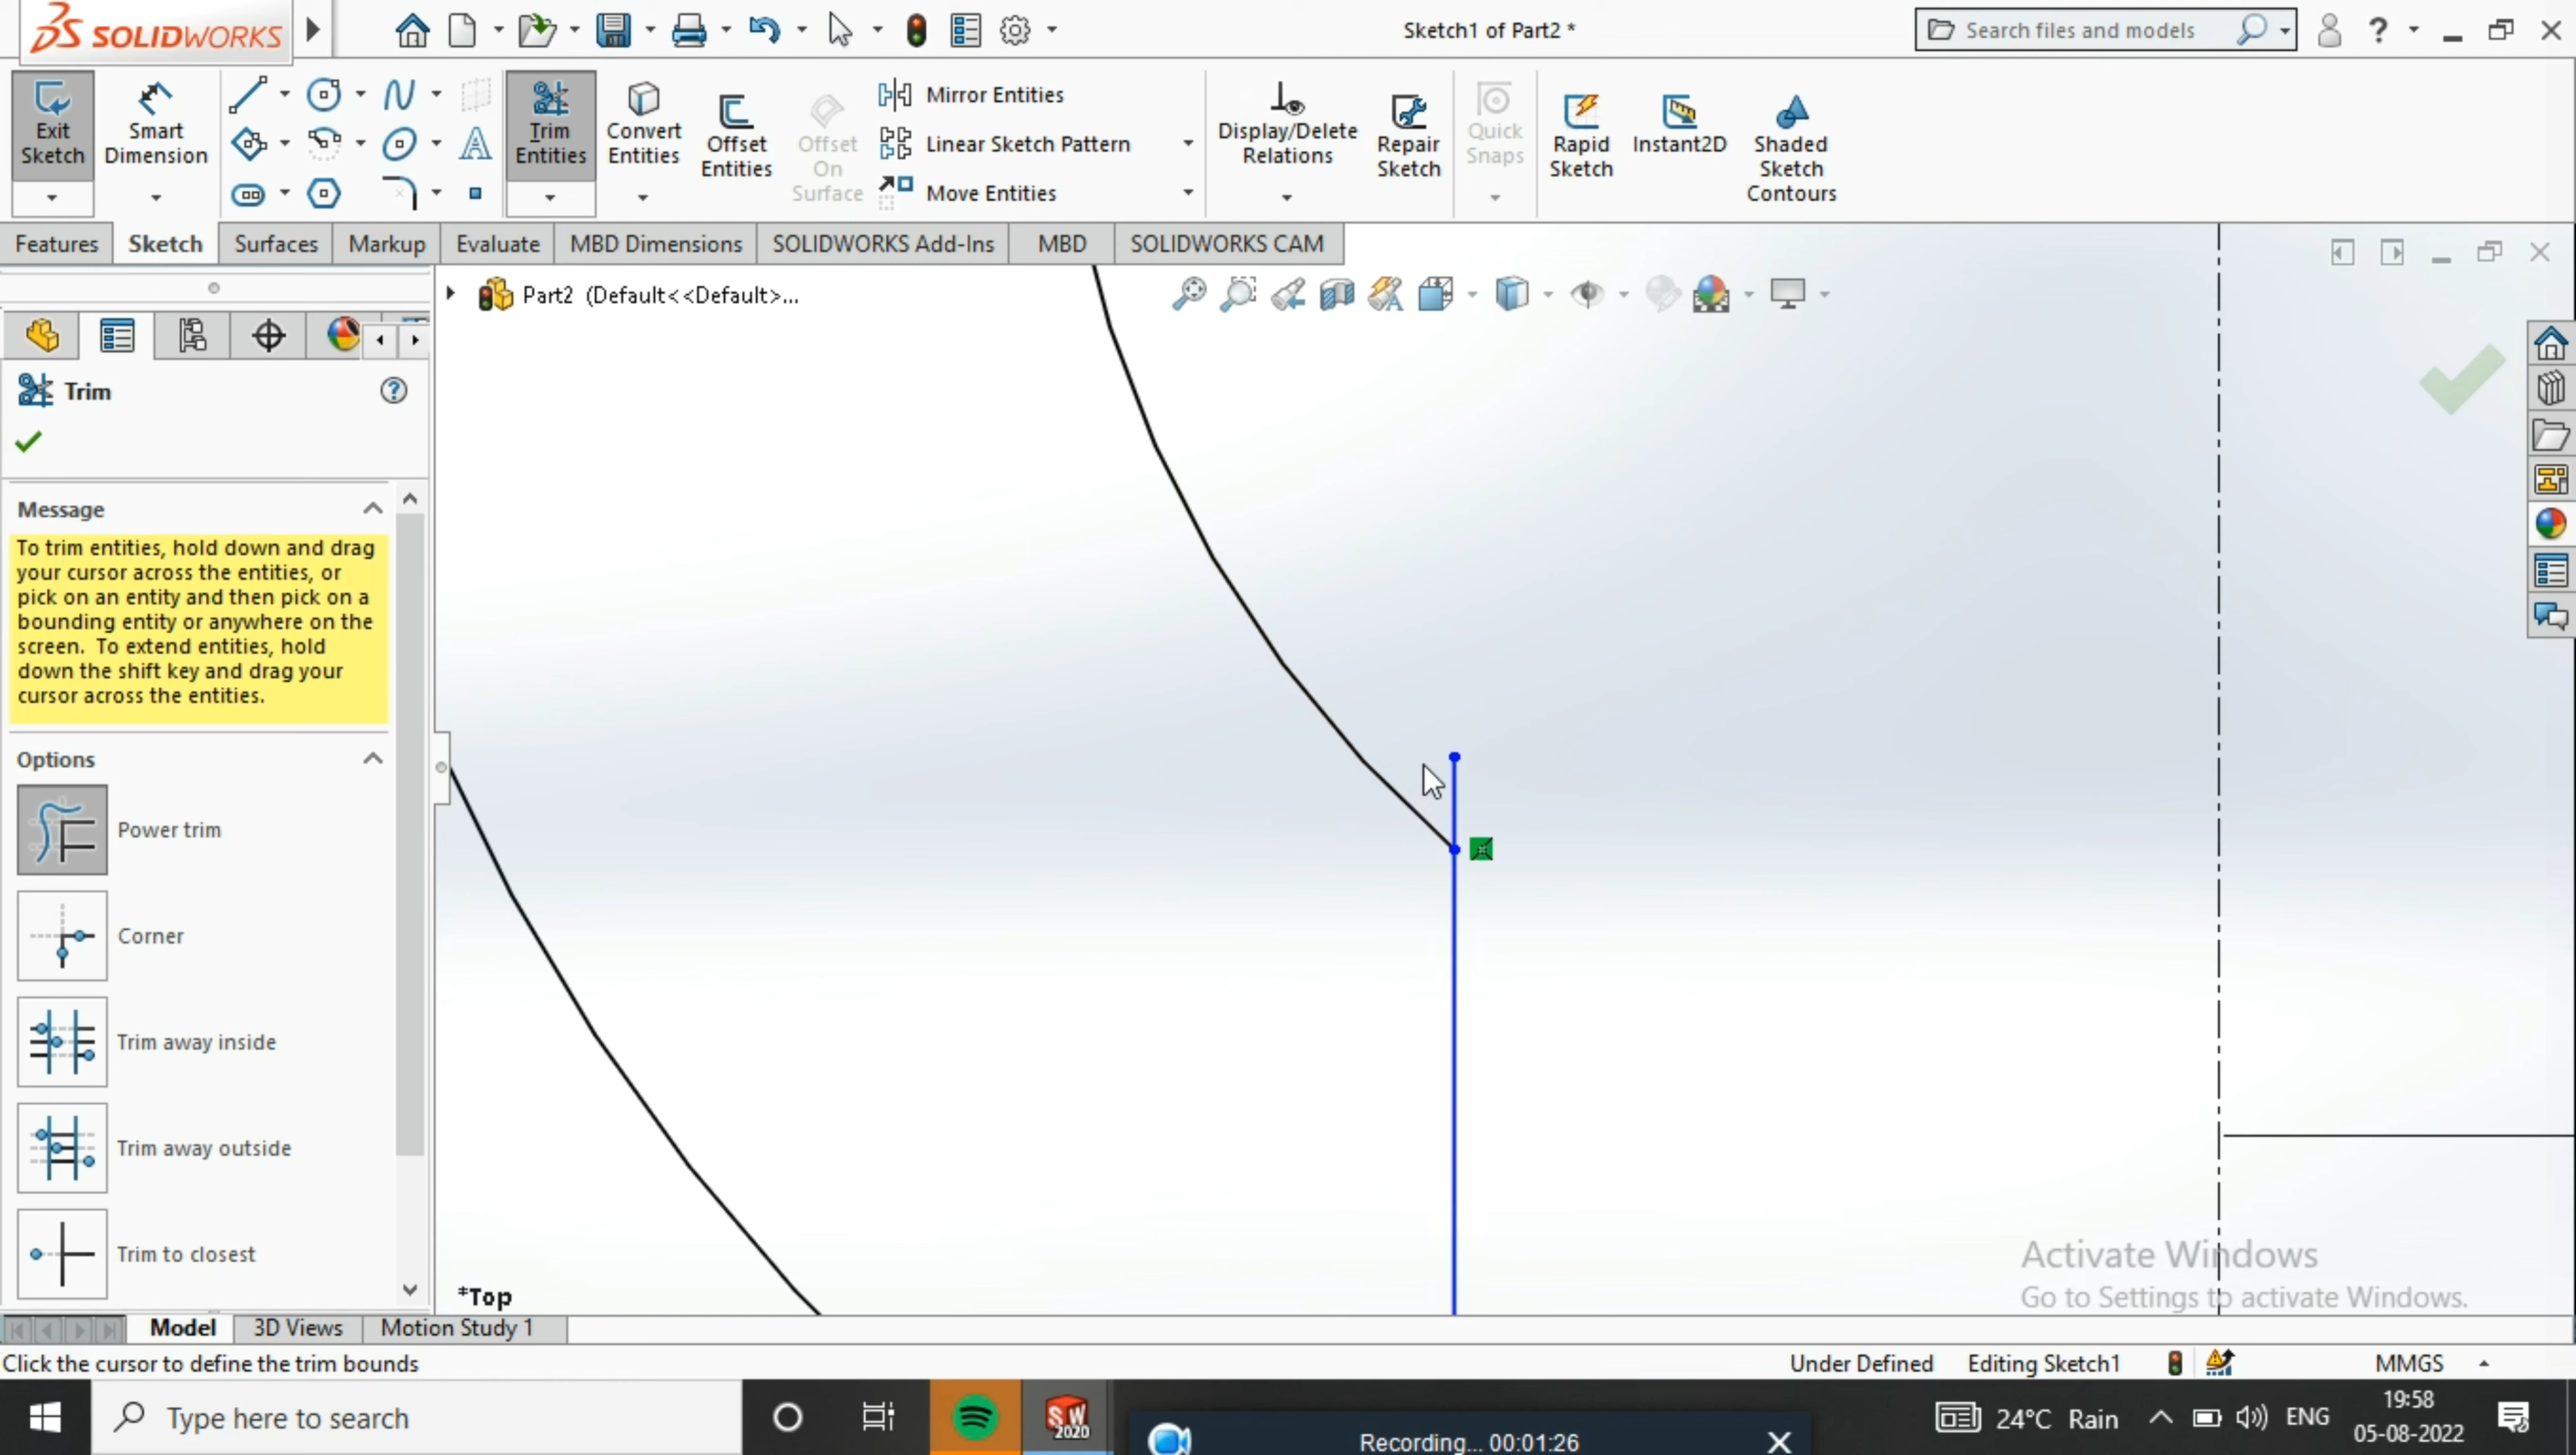 SOLIDWORKS
Sketch1 of Part2 *
Search files and models
?
Exit
Sketch
Smart
Dimension
Trim
Entities
Convert
Entities
Offset
Entities
Offset
On
Surface
Mirror Entities
Linear Sketch Pattern
Move Entities
Display/Delete
Relations
Repair
Sketch
Quick
Snaps
Rapid
Sketch
Instant2D
Shaded
Sketch
Contours
Features
Sketch
Surfaces
Markup
Evaluate
MBD Dimensions
SOLIDWORKS Add-Ins
MBD
SOLIDWORKS CAM
Part2 (Default<<Default>...
Trim
?
Message
To trim entities, hold down and drag
your cursor across the entities, or
pick on an entity and then pick on a
bounding entity or anywhere on the
screen. To extend entities, hold
down the shift key and drag your
cursor across the entities.
Options
Power trim
Corner
Trim away inside
Trim away outside
Trim to closest
*Top
Activate Windows
Go to Settings to activate Windows.
Model
3D Views
Motion Study 1
Click the cursor to define the trim bounds
Under Defined
Editing Sketch1
MMGS
Type here to search
SW
2020
Recording... 00:01:26
24°C Rain
ENG
19:58
05-08-2022